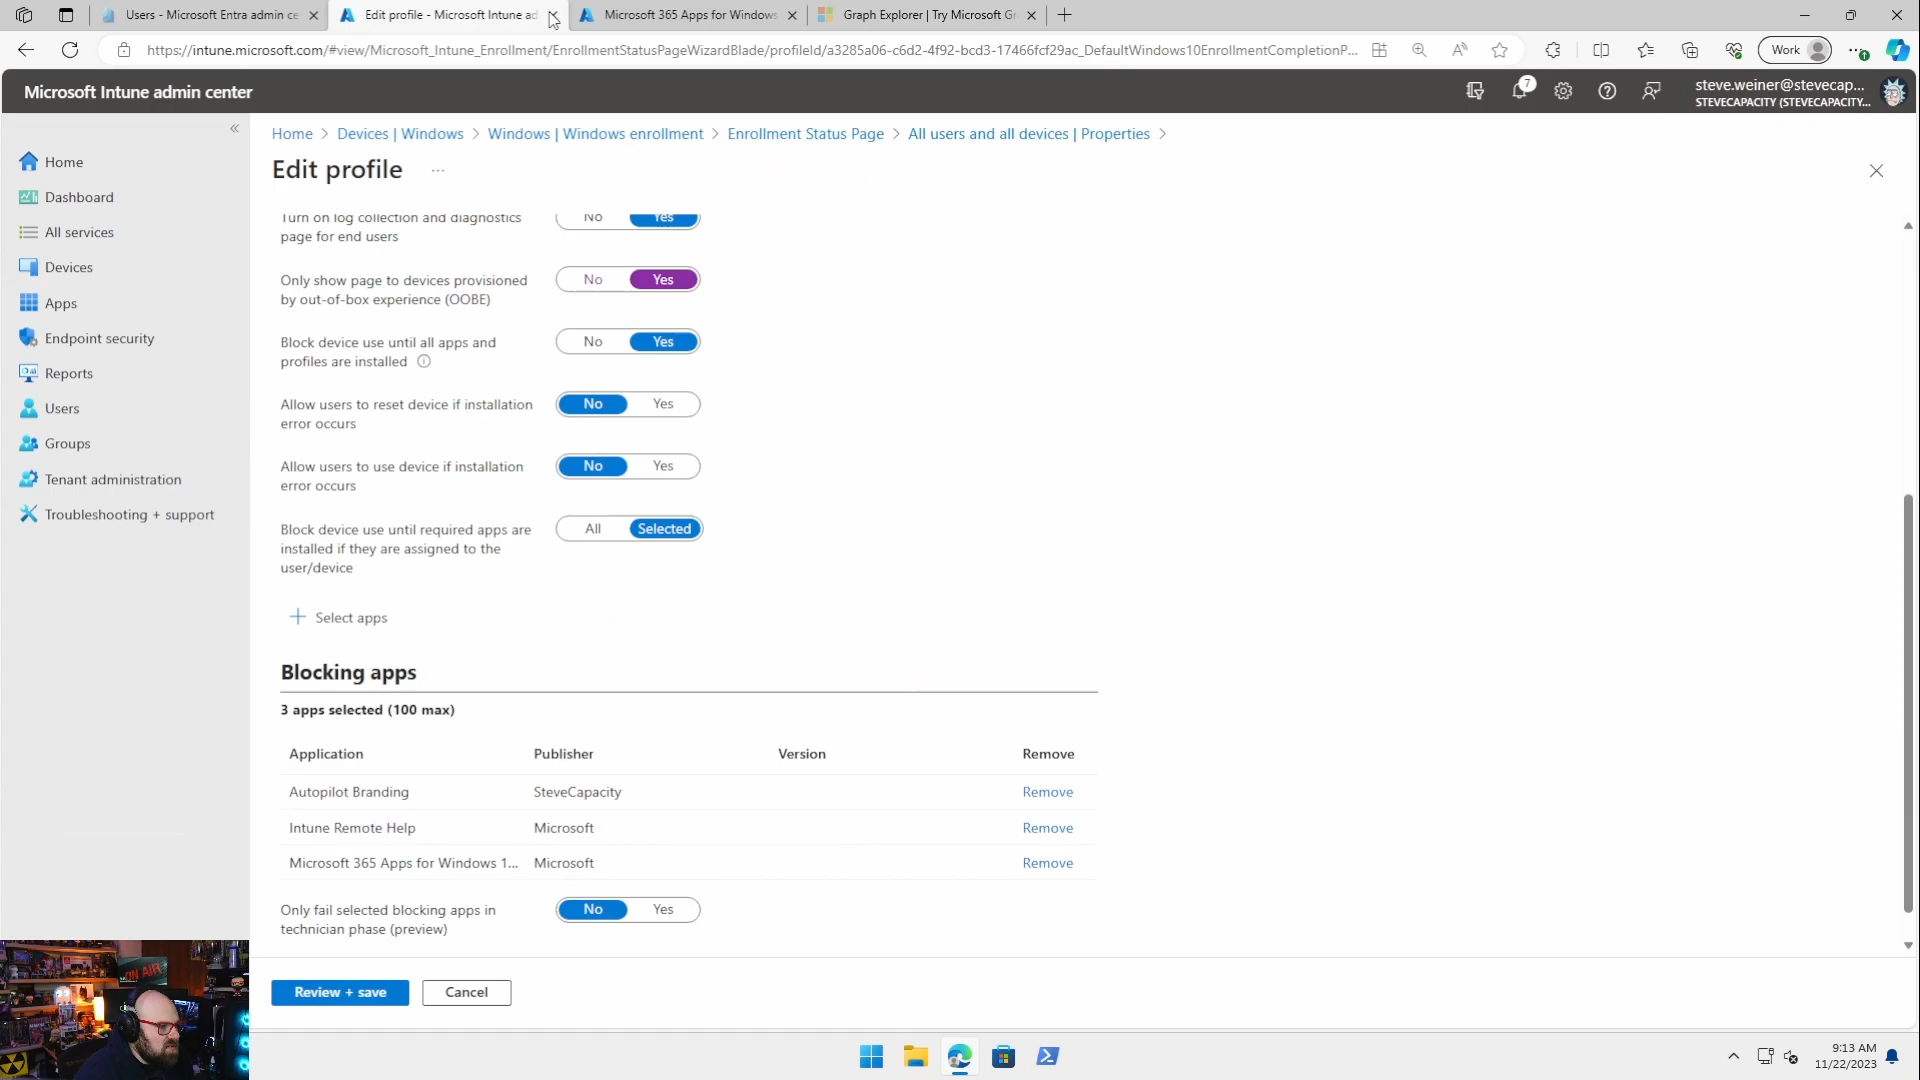 Users - Microsoft Entra admin ce
Edit profile - Microsoft Intune ad
Microsoft 365 Apps for Windows
Graph Explorer | Try Microsoft Gr
https://intune.microsoft.com/#view/Microsoft_Intune_Enrollment/EnrollmentStatusPageWizardBlade/profileId/a3285a06-c6d2-4f92-bcd3-17466fcf29ac_DefaultWindows10EnrollmentCompletionP...
Work
Microsoft Intune admin center
7
steve.weiner@stevecap...
STEVECAPACITY (STEVECAPACITY,...
Home > Devices | Windows > Windows | Windows enrollment > Enrollment Status Page > All users and all devices | Properties >
Edit profile
...
Home
Dashboard
All services
Devices
Apps
Endpoint security
Reports
Users
Groups
Tenant administration
Troubleshooting + support
Turn on log collection and diagnostics
page for end users
No Yes
Only show page to devices provisioned
by out-of-box experience (OOBE)
No Yes
Block device use until all apps and
profiles are installed
No Yes
Allow users to reset device if installation
error occurs
No Yes
Allow users to use device if installation
error occurs
No Yes
Block device use until required apps are
installed if they are assigned to the
user/device
All Selected
Select apps
Blocking apps
3 apps selected (100 max)
Application Publisher Version Remove
Autopilot Branding SteveCapacity Remove
Intune Remote Help Microsoft Remove
Microsoft 365 Apps for Windows 1... Microsoft Remove
Only fail selected blocking apps in
technician phase (preview)
No Yes
Review + save
Cancel
ON AIR
9:13 AM
11/22/2023